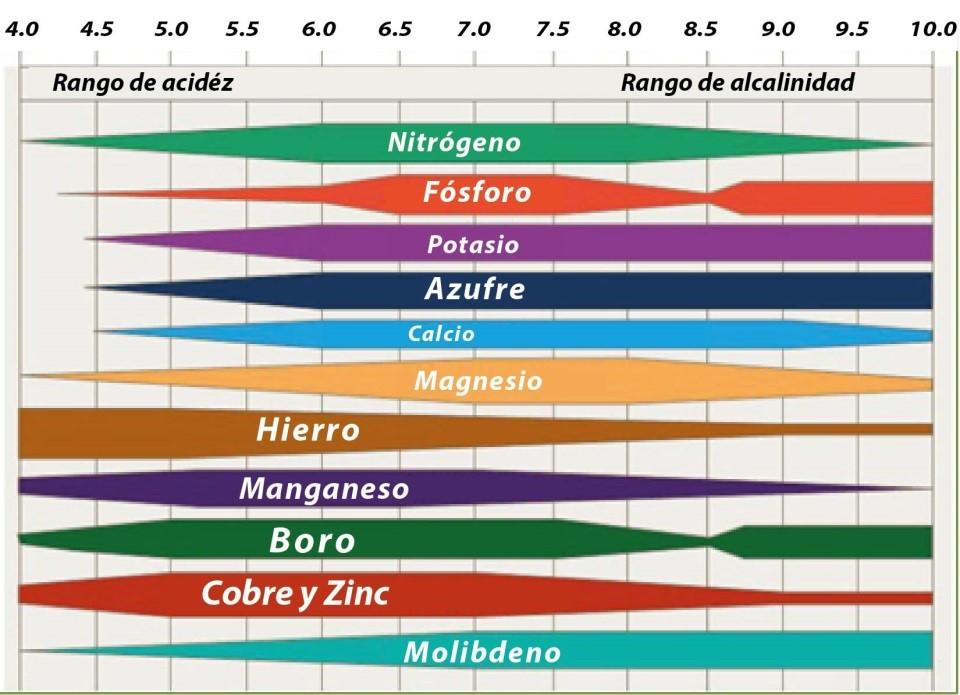 4.0 4.5 5.0 5.5 6.0 6.5 7.0 7.5 8.0 8.5 9.0 9.5 10.0
Rango de acidéz Rango de alcalinidad
Nitrógeno
Fósforo
Potasio
Azufre
Calcio
Magnesio
Hierro
Manganeso
Boro
Cobre y Zinc
Molibdeno